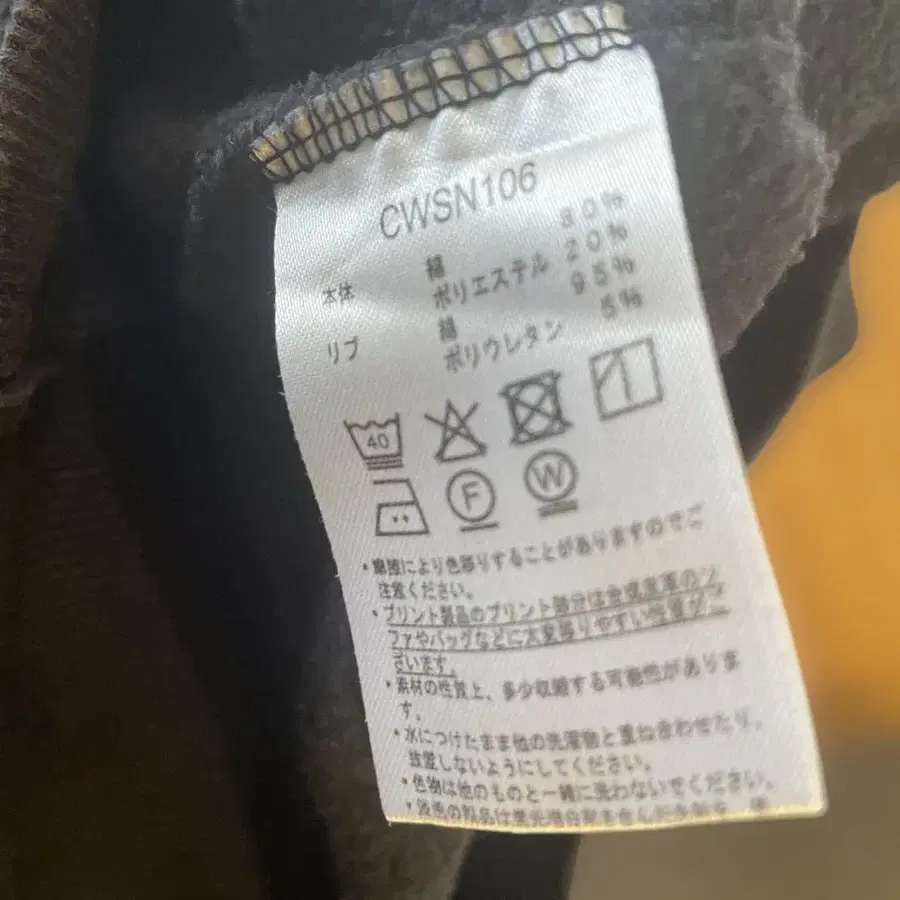 CWSN106
本体 綿 80%
ポリエステル 20%
リブ 綿 95%
ポリウレタン 5%
40
F W
・摩擦により色移りすることがありますのでご
注意ください。
・プリント製品のプリント部分は合成皮革のソ
ファやバッグなどに大変移りやすい性質がご
ざいます。
・素材の性質上、多少収縮する可能性がありま
す。
・水につけたまま他の洗濯物と重ね合わせたり、
放置しないようにしてください。
・色物は他のものと一緒に洗わないでください。